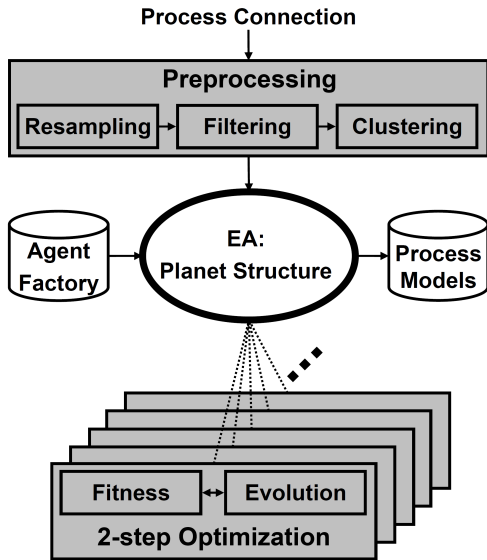 Process Connection
Preprocessing
Resampling
Filtering
Clustering
EA:
Planet Structure
Agent
Factory
Process
Models
Fitness
Evolution
2-step Optimization